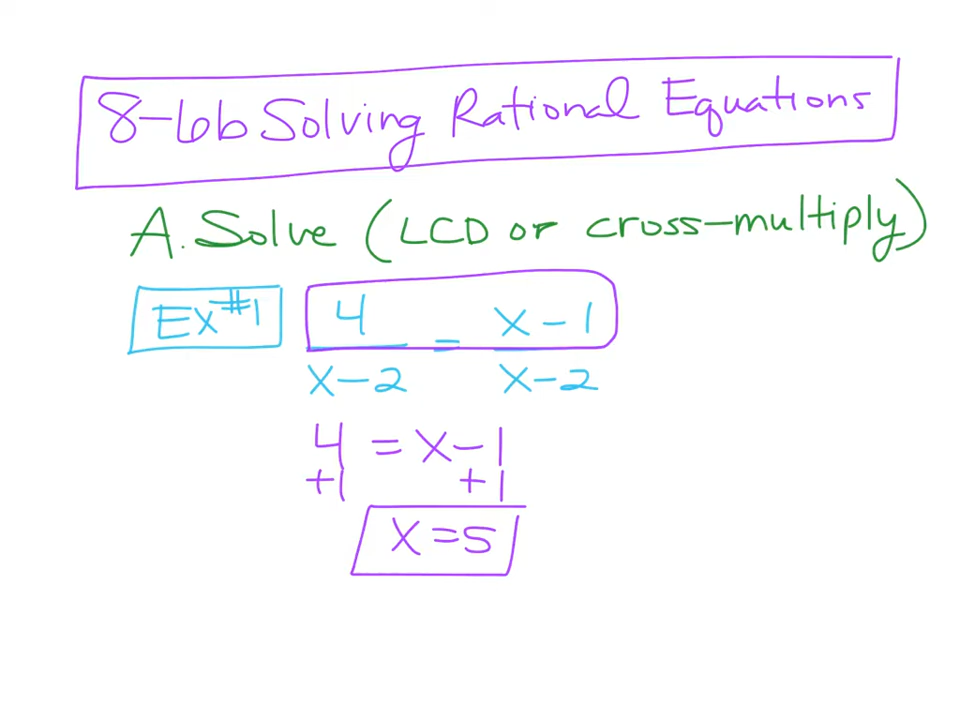 8-6b Solving Rational Equations
A. Solve (LCD or cross-multiply)
Ex #1
4 = x-1
x-2 x-2
4 = x-1
+1 +1
x=5